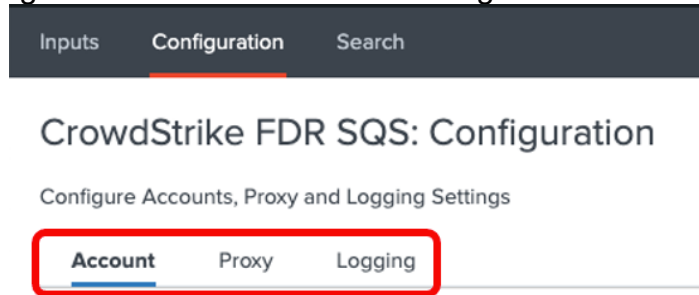 Inputs Configuration Search
CrowdStrike FDR SQS: Configuration
Configure Accounts, Proxy and Logging Settings
Account Proxy Logging